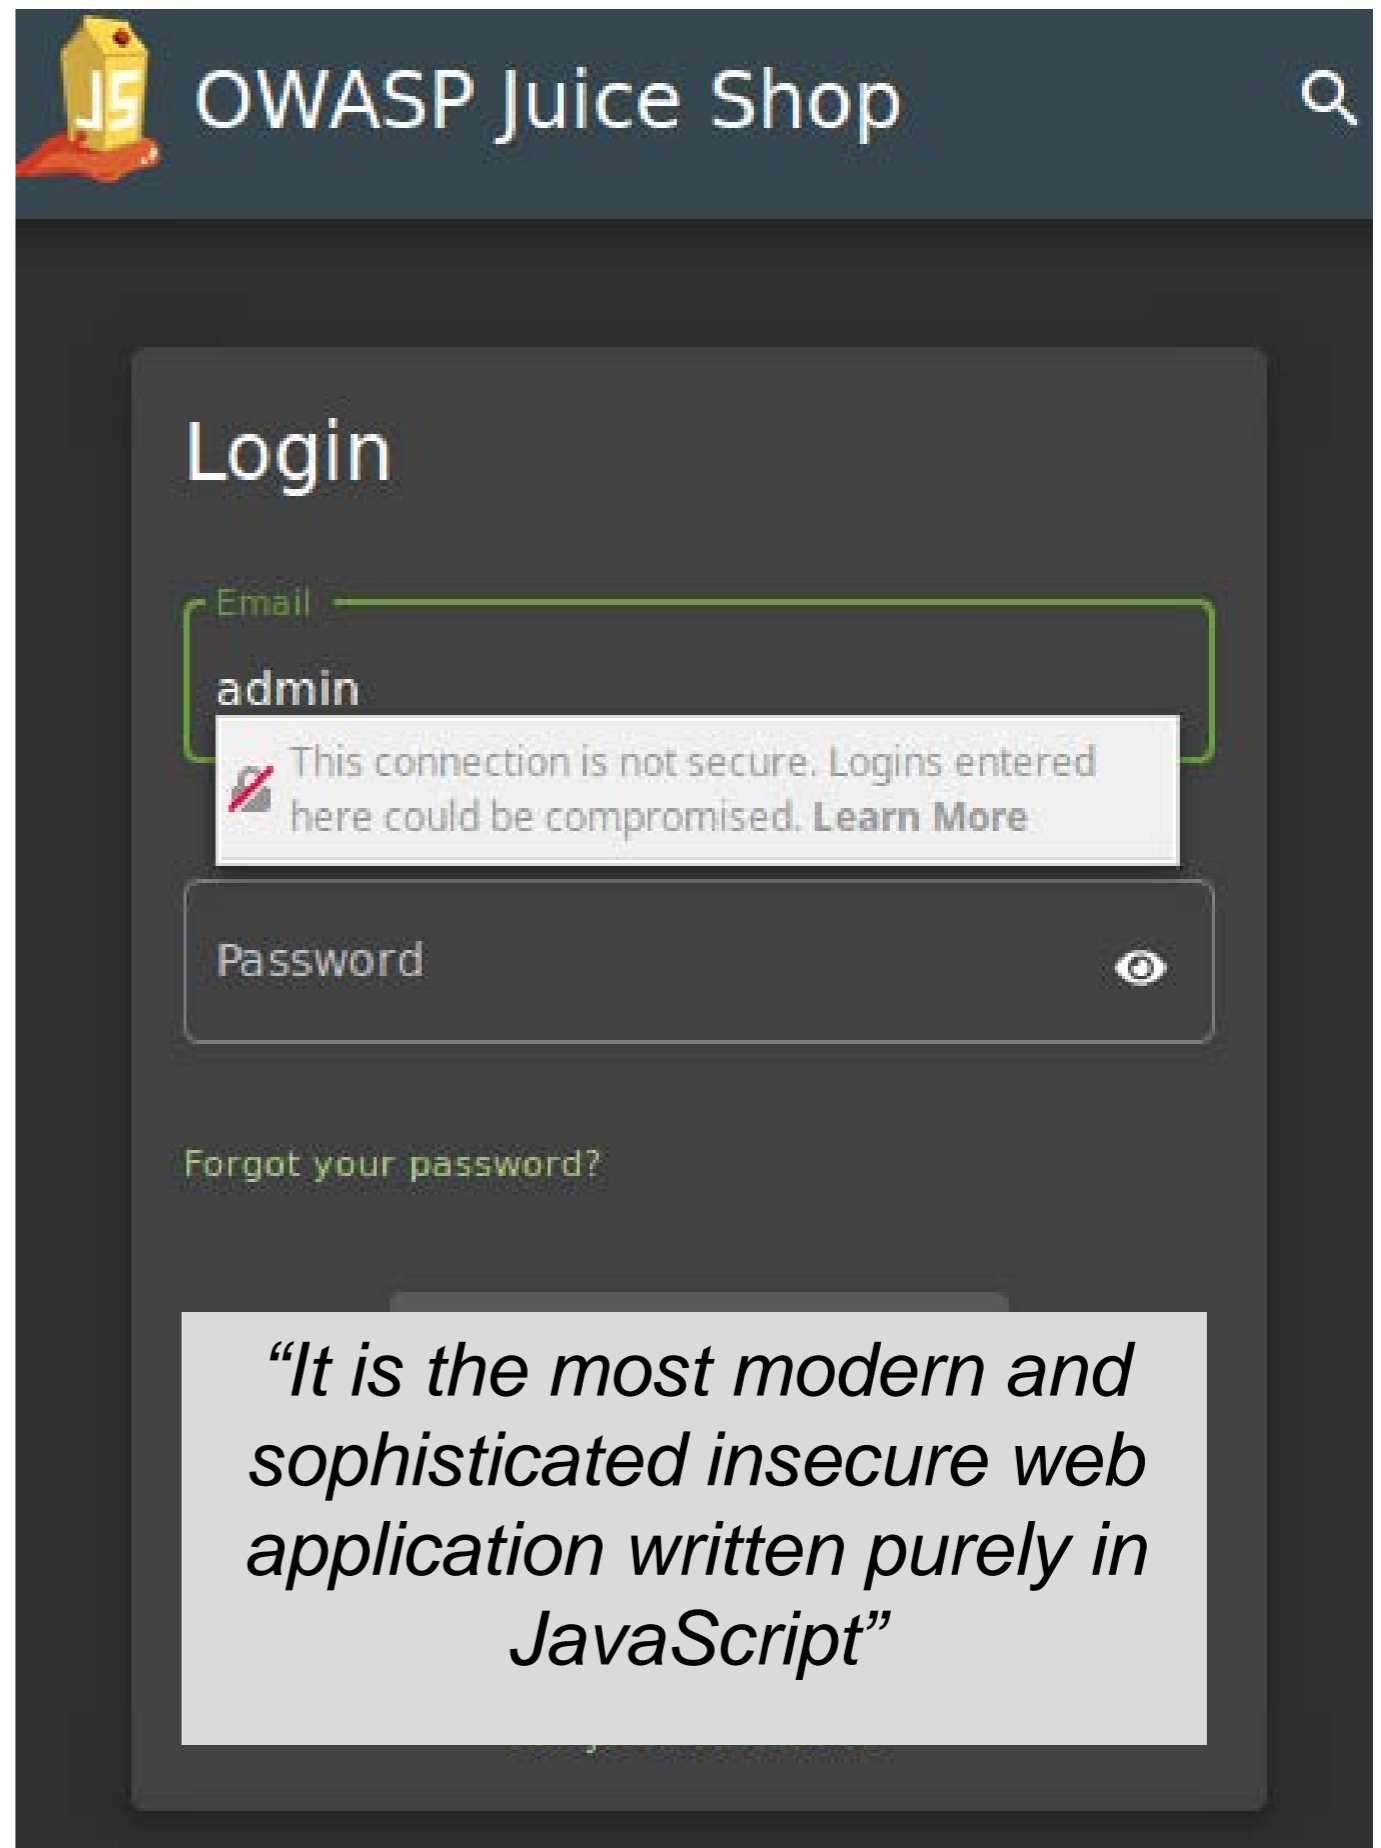 JS
OWASP Juice Shop
Login
Email
admin
This connection is not secure. Logins entered
here could be compromised. Learn More
Password
Forgot your password?
“It is the most modern and
sophisticated insecure web
application written purely in
JavaScript”